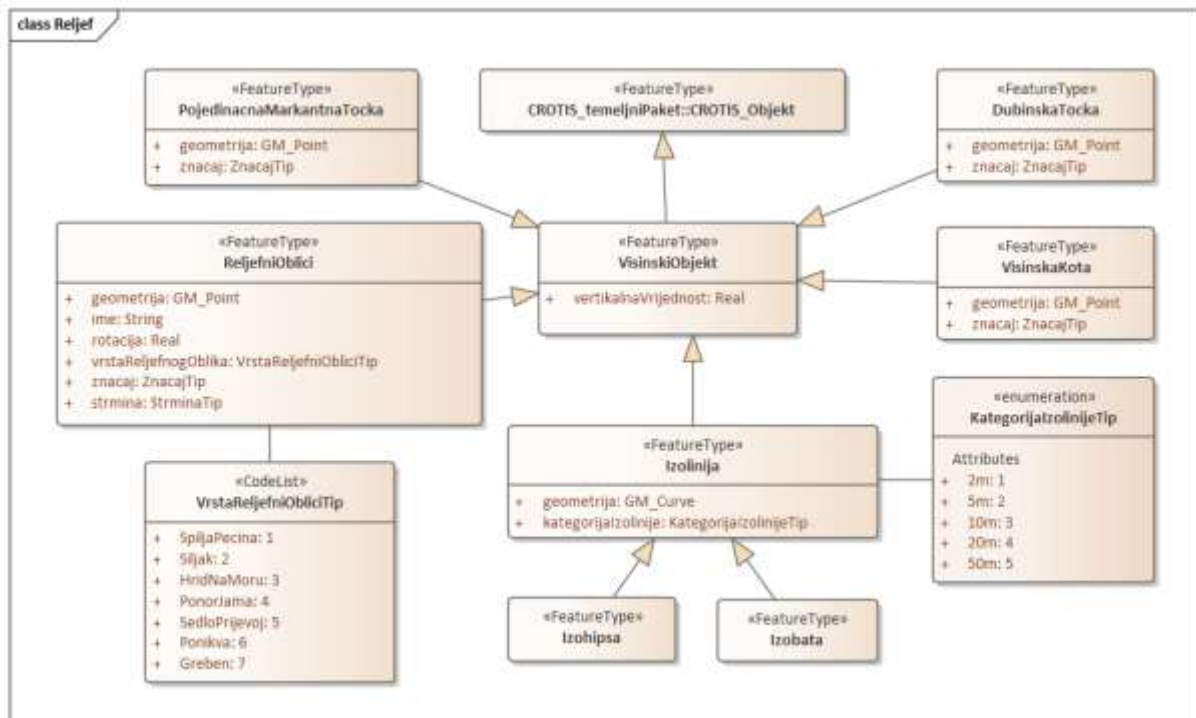 class Reljef
«FeatureType»
PojedinacnaMarkantnaTocka
+ geometrija: GM_Point
+ znacaj: ZnacajTip
«FeatureType»
CROTIS_temeljniPaket::CROTIS_Objekt
«FeatureType»
DubinskaTocka
+ geometrija: GM_Point
+ znacaj: ZnacajTip
«FeatureType»
ReljefniOblici
+ geometrija: GM_Point
+ ime: String
+ rotacija: Real
+ vrstaReljefnogOblika: VrstaReljefniObliciTip
+ znacaj: ZnacajTip
+ strmina: StrminaTip
«FeatureType»
VisinskiObjekt
+ vertikalnaVrijednost: Real
«FeatureType»
VisinskaKota
+ geometrija: GM_Point
+ znacaj: ZnacajTip
«CodeList»
VrstaReljefniObliciTip
+ SpiljaPecina: 1
+ Siljak: 2
+ HridNaMoru: 3
+ PonorJama: 4
+ SedloPrijevoj: 5
+ Ponikva: 6
+ Greben: 7
«FeatureType»
Izolinija
+ geometrija: GM_Curve
+ kategorijaIzolinije: KategorijaIzolinijeTip
«enumeration»
KategorijaIzolinijeTip
Attributes
+ 2m: 1
+ 5m: 2
+ 10m: 3
+ 20m: 4
+ 50m: 5
«FeatureType»
Izohipsa
«FeatureType»
Izobata